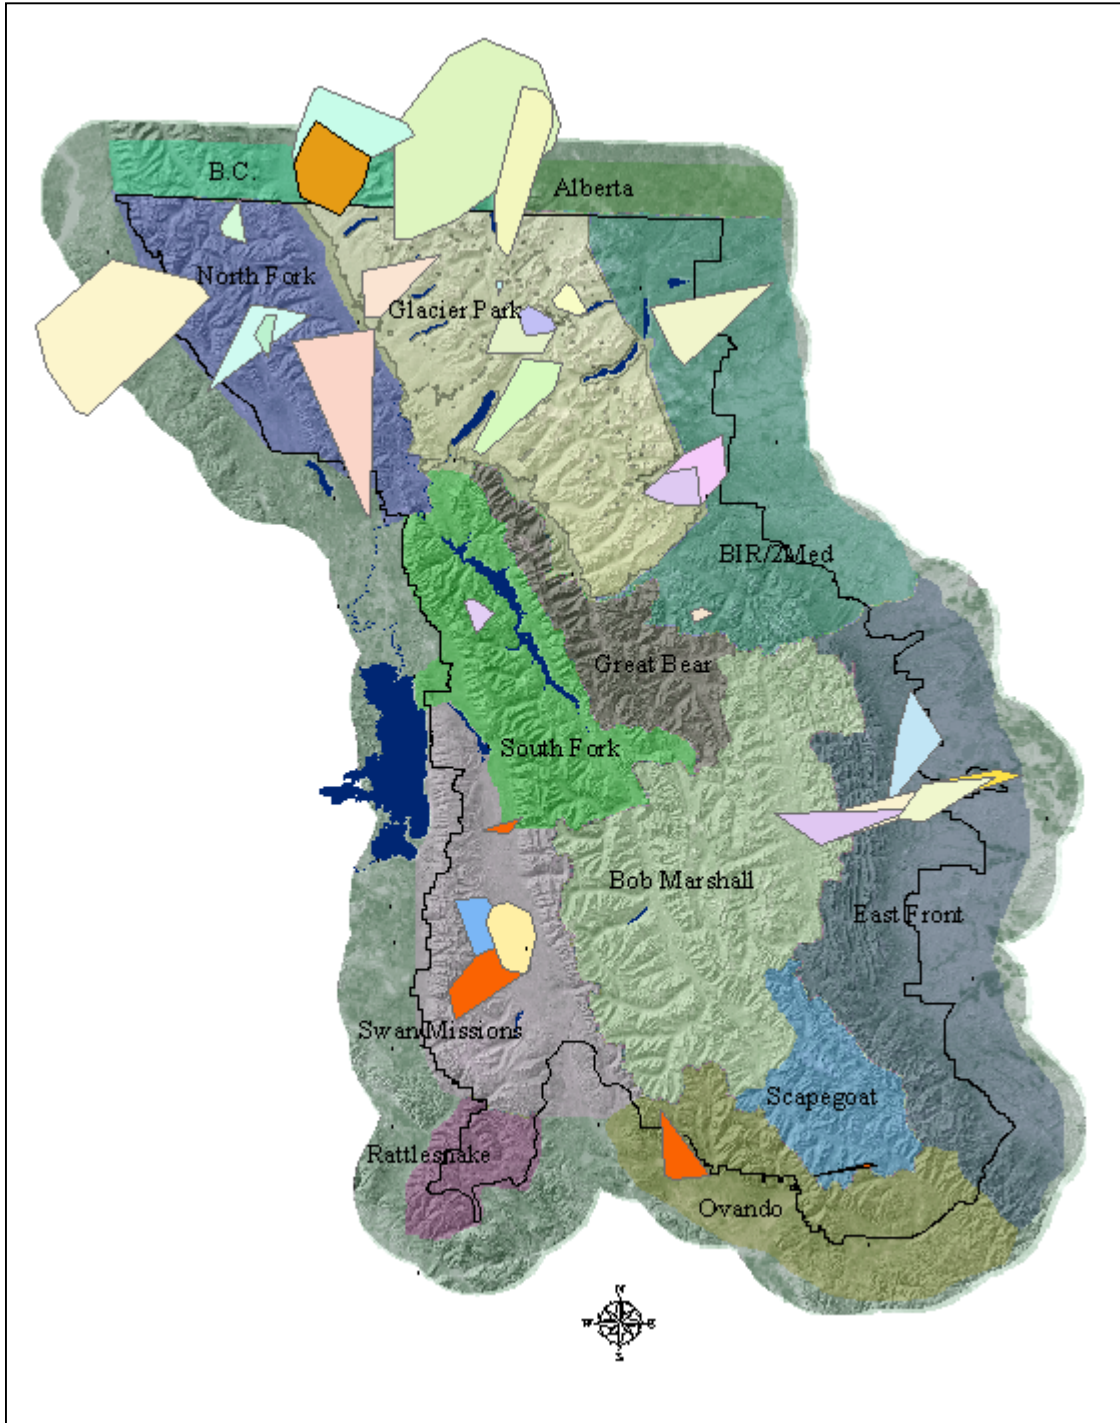 B.C.
Alberta
North Fork
Glacier Park
BIR/2Med
Great Bear
South Fork
Bob Marshall
East Front
Swan Missions
Scapegoat
Rattlesnake
Ovando
N
W E
S